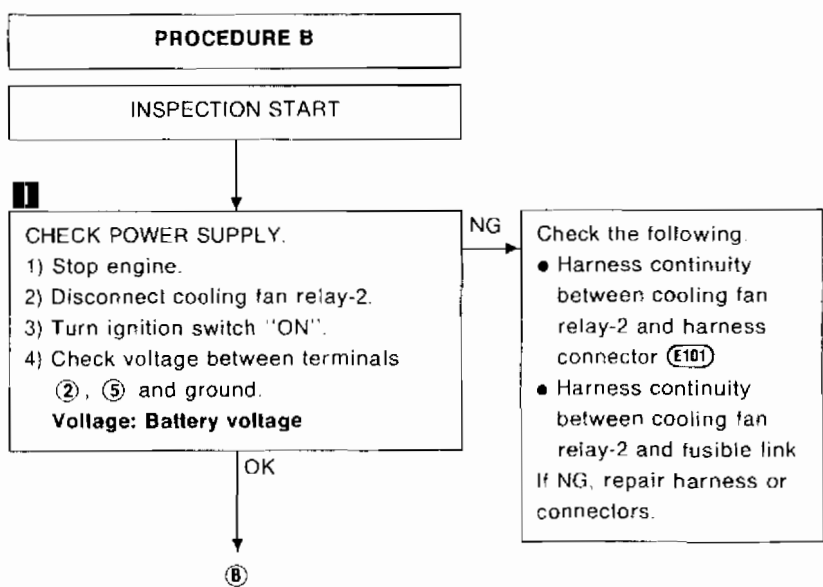 PROCEDURE B
INSPECTION START
1
CHECK POWER SUPPLY.
1) Stop engine.
2) Disconnect cooling fan relay-2.
3) Turn ignition switch "ON".
4) Check voltage between terminals
②, ⑤ and ground.
Voltage: Battery voltage
NG
Check the following.
● Harness continuity
between cooling fan
relay-2 and harness
connector E101
● Harness continuity
between cooling fan
relay-2 and fusible link
If NG, repair harness or
connectors.
OK
Ⓑ